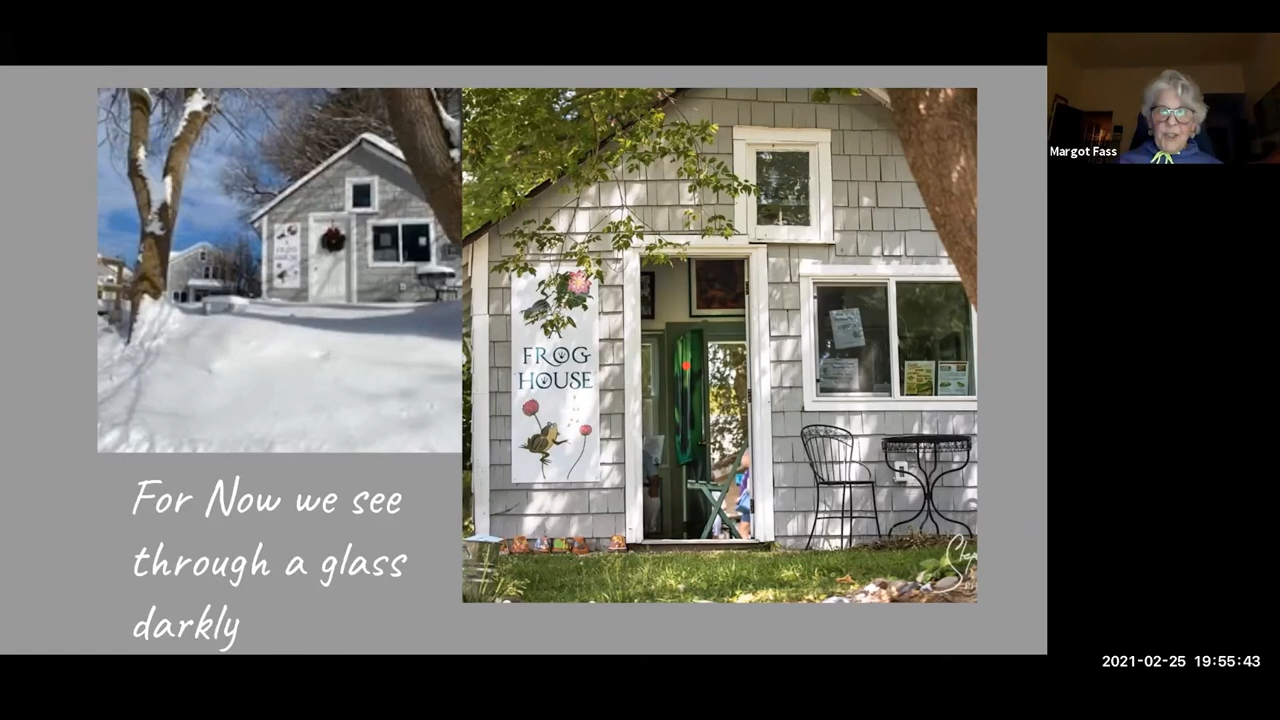 FROG
HOUSE
For Now we see
through a glass
darkly
Margot Fass
2021-02-25 19:55:43